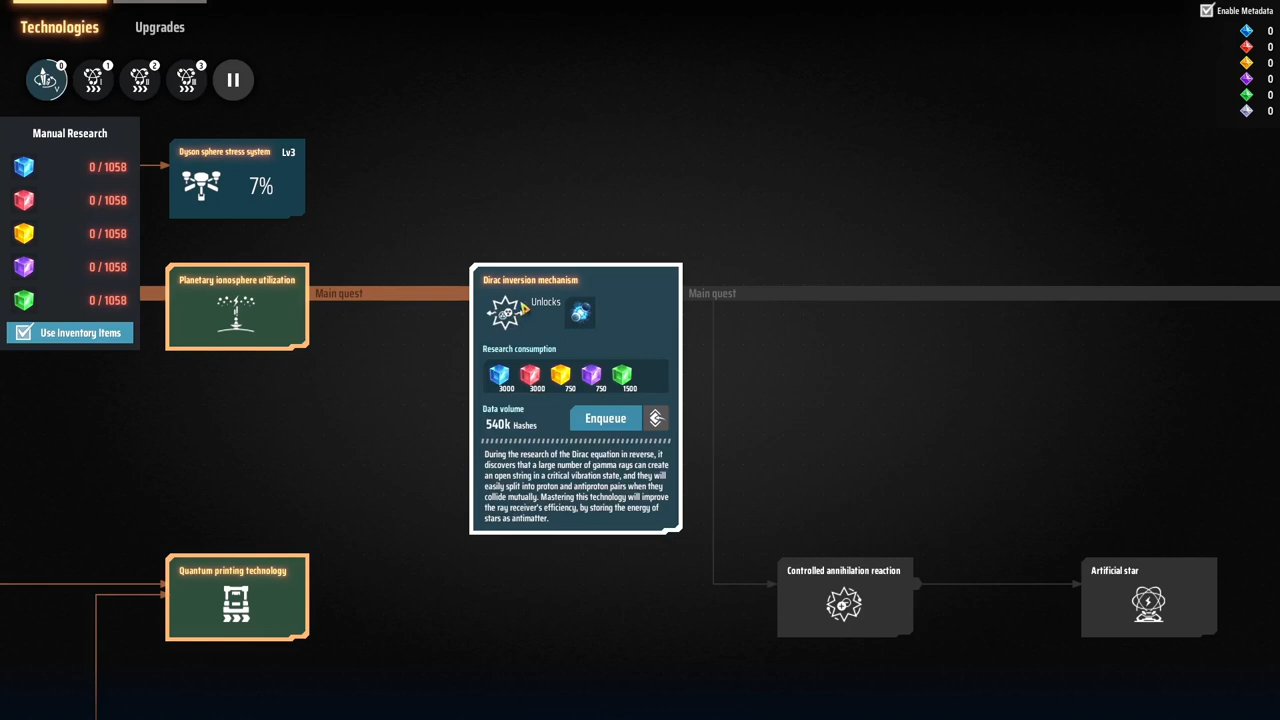 Technologies
Upgrades
Enable Metadata
0
0
0
0
0
0
0
1
2
3
V
Manual Research
0 / 1058
0 / 1058
0 / 1058
0 / 1058
0 / 1058
Use Inventory Items
Dyson sphere stress system
Lv3
7%
Planetary ionosphere utilization
Main quest
Dirac inversion mechanism
Unlocks
Research consumption
3000
3000
750
750
1500
Data volume
540k Hashes
Enqueue
During the research of the Dirac equation in reverse, it
discovers that a large number of gamma rays can create
an open string in a critical vibration state, and they will
easily split into proton and antiproton pairs when they
collide mutually. Mastering this technology will improve
the ray receiver's efficiency, by storing the energy of
stars as antimatter.
Main quest
Quantum printing technology
Controlled annihilation reaction
Artificial star